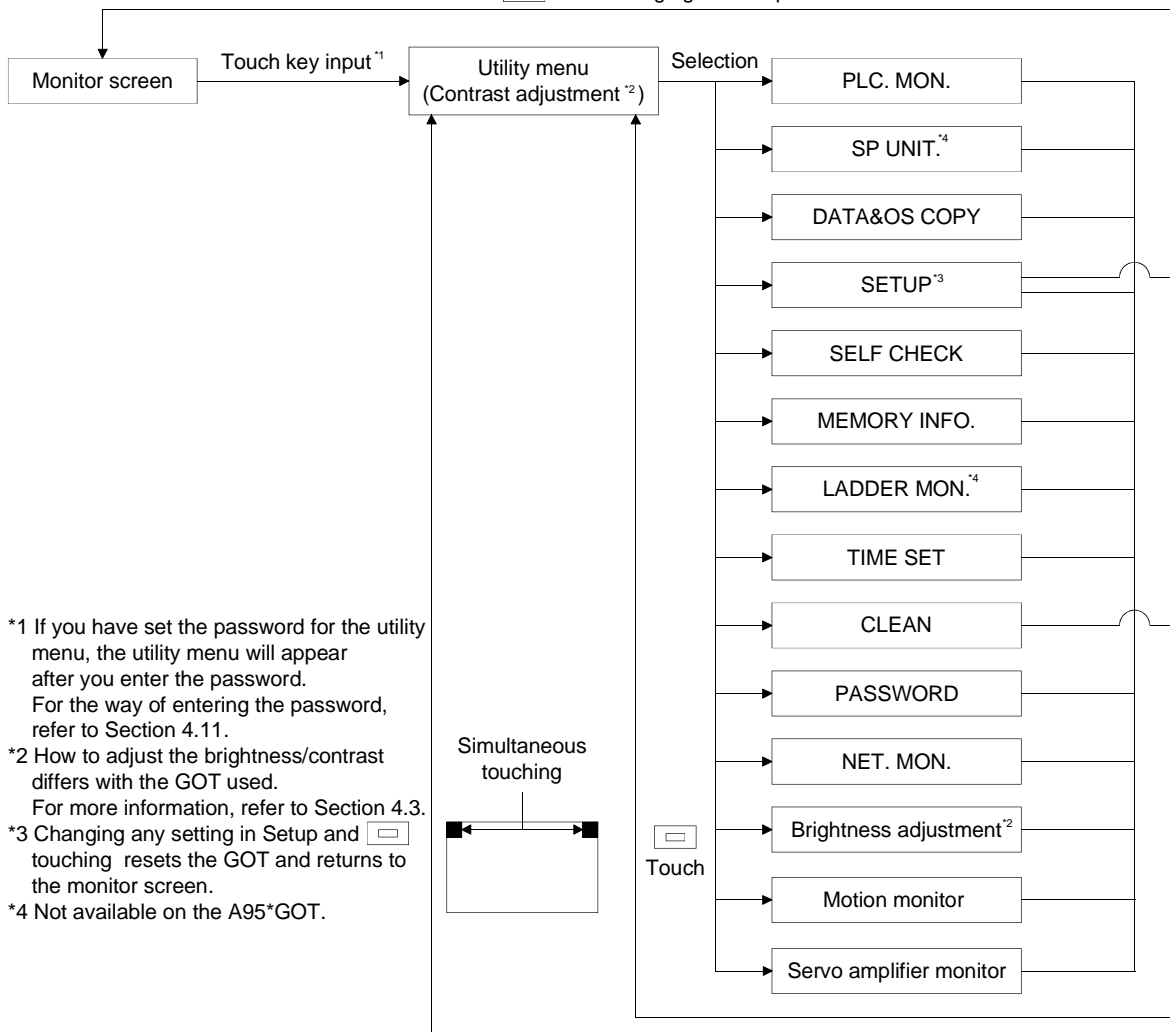 Monitor screen
Touch key input *1
Utility menu
(Contrast adjustment *2)
Selection
PLC. MON.
SP UNIT.*4
DATA&OS COPY
SETUP*3
SELF CHECK
MEMORY INFO.
LADDER MON.*4
TIME SET
CLEAN
PASSWORD
NET. MON.
Brightness adjustment*2
Motion monitor
Servo amplifier monitor
Simultaneous
touching
Touch
*1 If you have set the password for the utility
menu, the utility menu will appear
after you enter the password.
For the way of entering the password,
refer to Section 4.11.
*2 How to adjust the brightness/contrast
differs with the GOT used.
For more information, refer to Section 4.3.
*3 Changing any setting in Setup and
touching resets the GOT and returns to
the monitor screen.
*4 Not available on the A95*GOT.